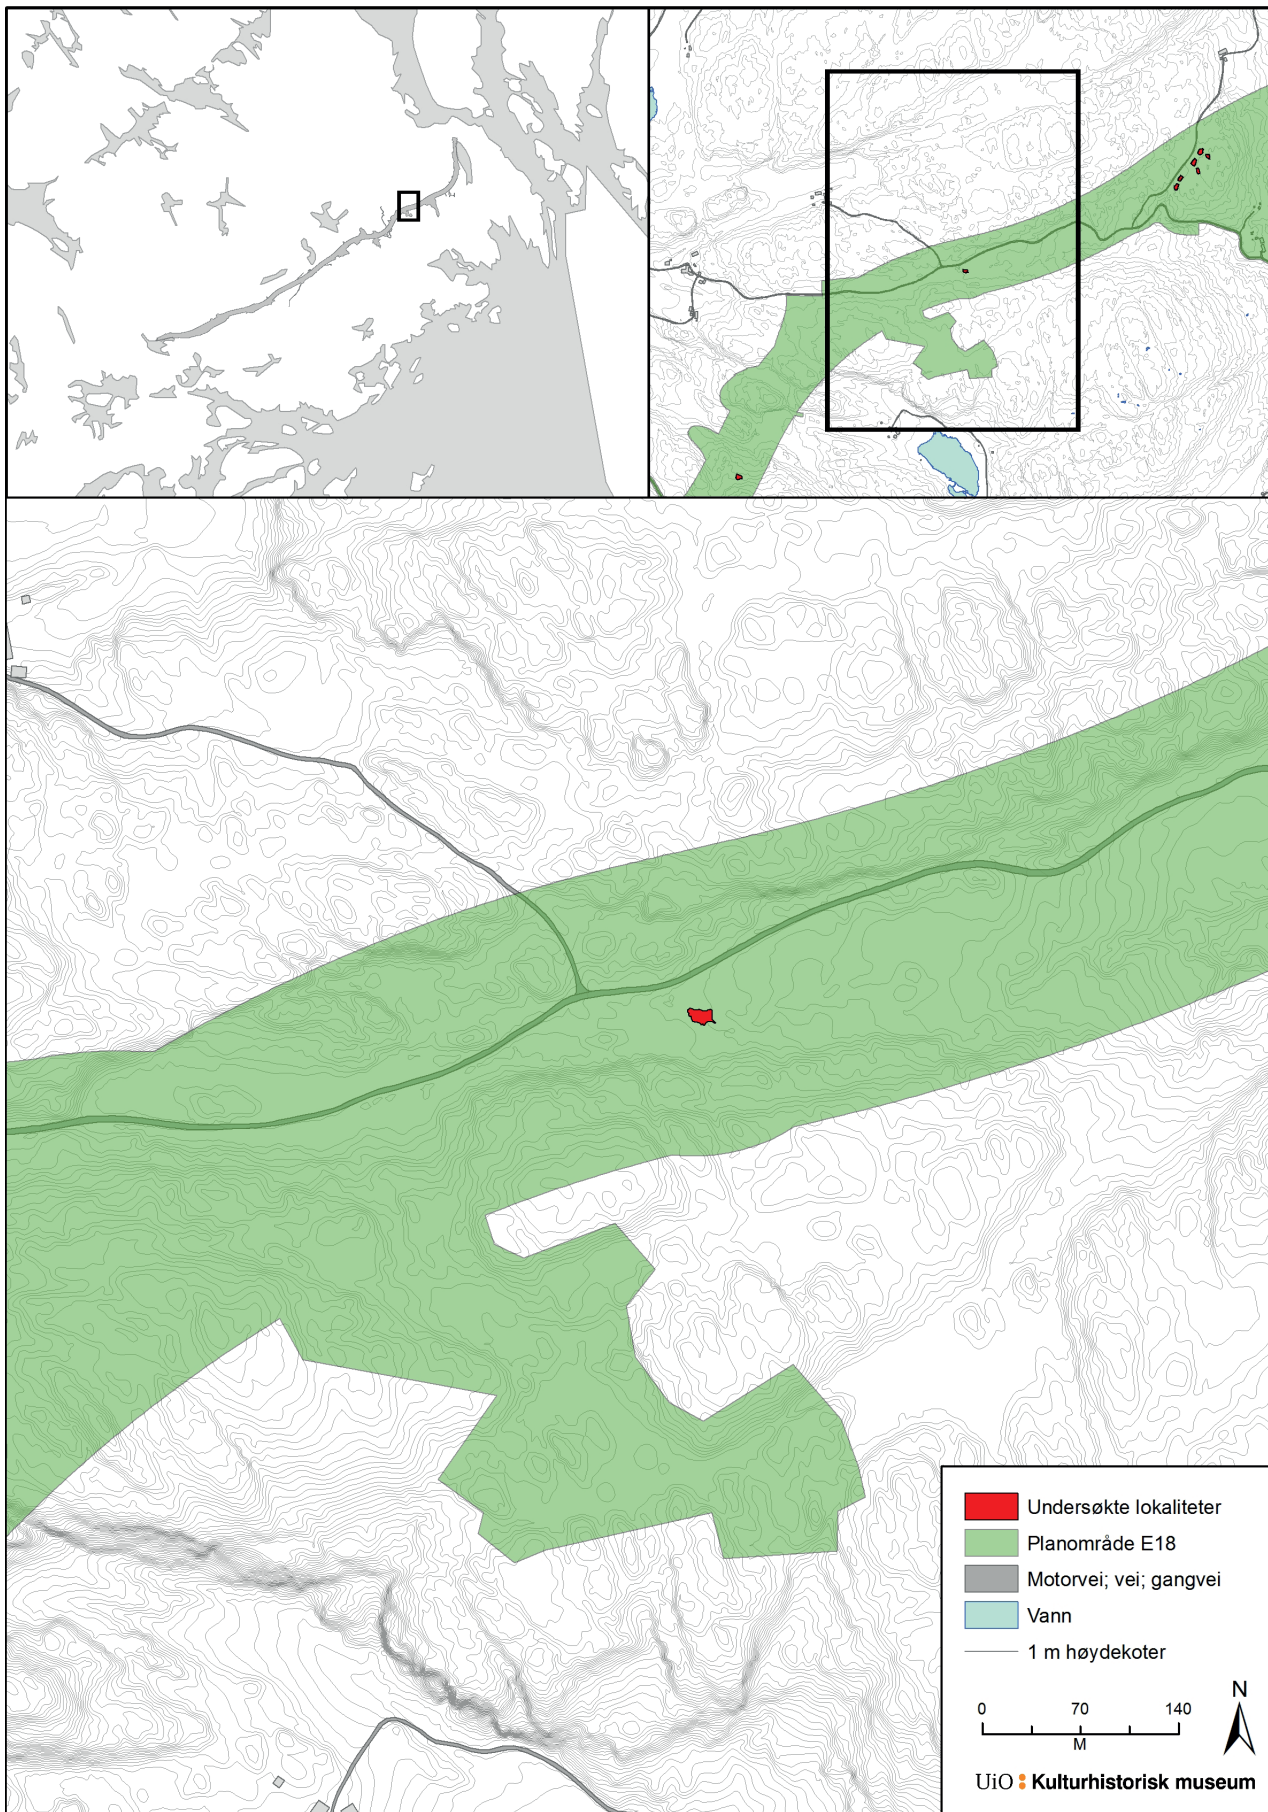 Undersøkte lokaliteter
Planområde E18
Motorvei; vei; gangvei
Vann
1 m høydekoter
N
0 70 140
M
UiO Kulturhistorisk museum